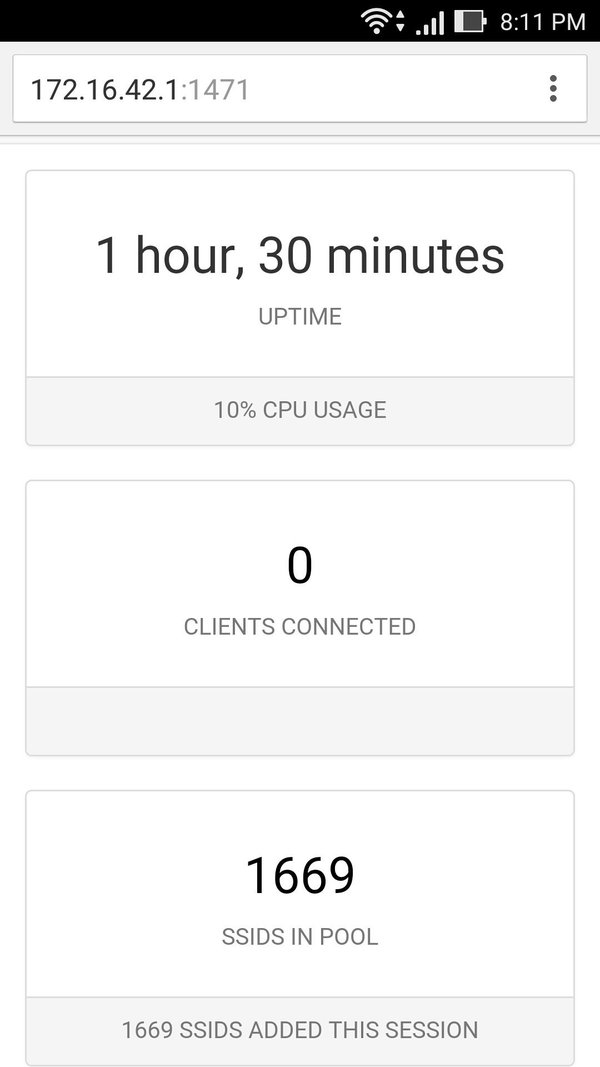 8:11 PM
172.16.42.1:1471
1 hour, 30 minutes
UPTIME
10% CPU USAGE
0
CLIENTS CONNECTED
1669
SSIDS IN POOL
1669 SSIDS ADDED THIS SESSION